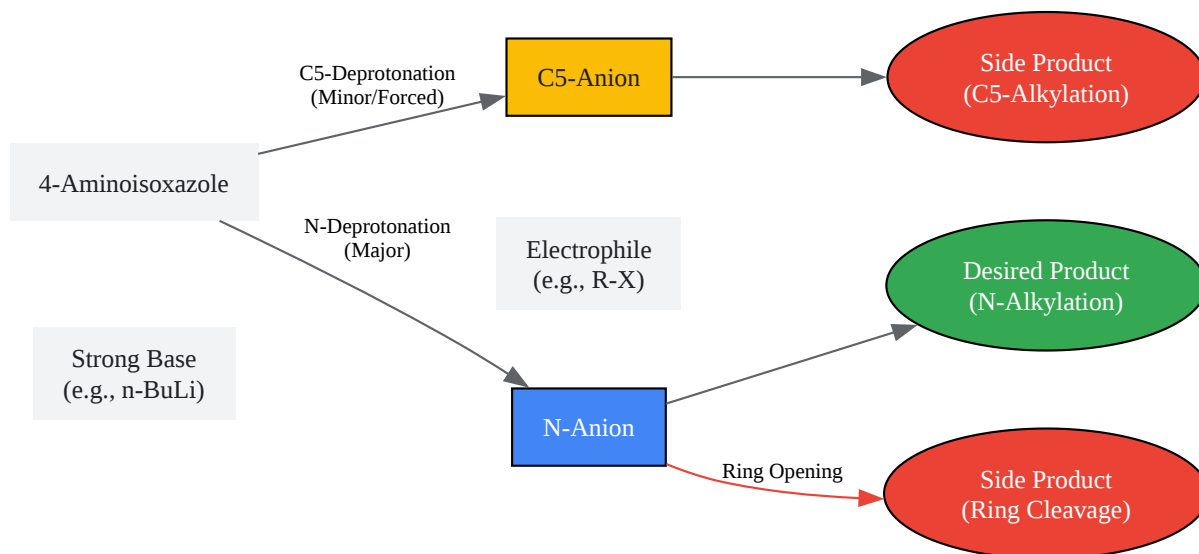 C5-Deprotonation
(Minor/Forced)
C5-Anion
Side Product
(C5-Alkylation)
4-Aminoisoxazole
N-Deprotonation
(Major)
Electrophile
(e.g., R-X)
Desired Product
(N-Alkylation)
Strong Base
(e.g., n-BuLi)
N-Anion
Ring Opening
Side Product
(Ring Cleavage)